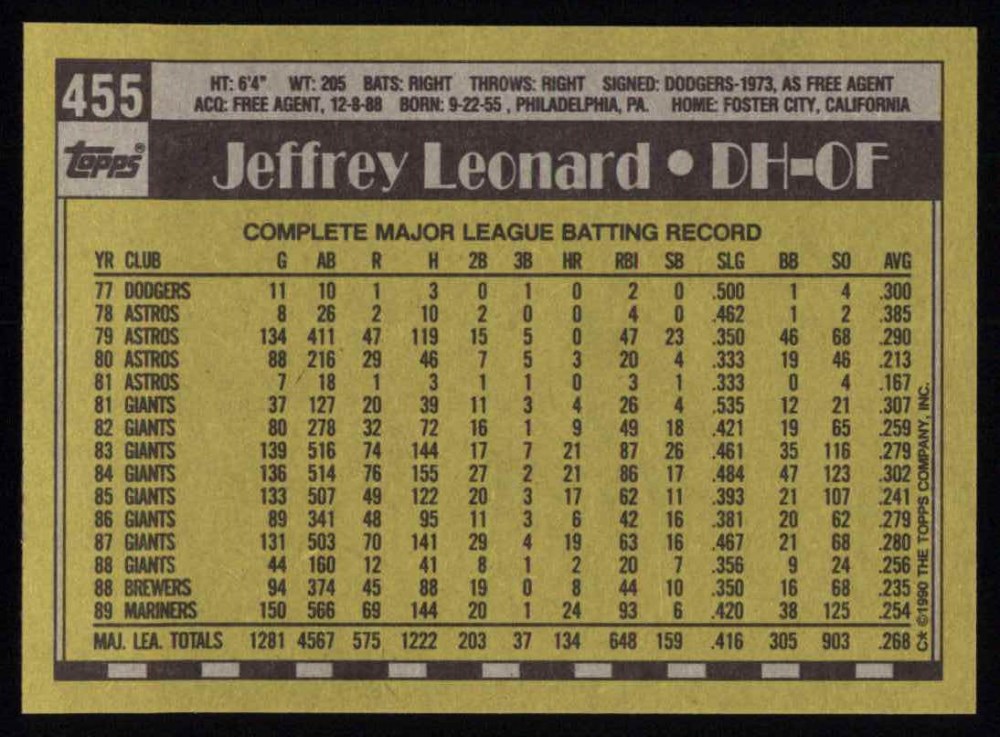 455
HT: 6'4" WT: 205 BATS: RIGHT THROWS: RIGHT SIGNED: DODGERS-1973, AS FREE AGENT
ACQ: FREE AGENT, 12-8-88 BORN: 9-22-55 , PHILADELPHIA, PA. HOME: FOSTER CITY, CALIFORNIA
topps®
Jeffrey Leonard • DH-OF
COMPLETE MAJOR LEAGUE BATTING RECORD
YR CLUB G AB R H 2B 3B HR RBI SB SLG BB SO AVG
77 DODGERS 11 10 1 3 0 1 0 2 0 .500 1 4 .300
78 ASTROS 8 26 2 10 2 0 0 4 0 .462 1 2 .385
79 ASTROS 134 411 47 119 15 5 0 47 23 .350 46 68 .290
80 ASTROS 88 216 29 46 7 5 3 20 4 .333 19 46 .213
81 ASTROS 7 18 1 3 1 1 0 3 1 .333 0 4 .167
81 GIANTS 37 127 20 39 11 3 4 26 4 .535 12 21 .307
82 GIANTS 80 278 32 72 16 1 9 49 18 .421 19 65 .259
83 GIANTS 139 516 74 144 17 7 21 87 26 .461 35 116 .279
84 GIANTS 136 514 76 155 27 2 21 86 17 .484 47 123 .302
85 GIANTS 133 507 49 122 20 3 17 62 11 .393 21 107 .241
86 GIANTS 89 341 48 95 11 3 6 42 16 .381 20 62 .279
87 GIANTS 131 503 70 141 29 4 19 63 16 .467 21 68 .280
88 GIANTS 44 160 12 41 8 1 2 20 7 .356 9 24 .256
88 BREWERS 94 374 45 88 19 0 8 44 10 .350 16 68 .235
89 MARINERS 150 566 69 144 20 1 24 93 6 .420 38 125 .254
MAJ. LEA. TOTALS 1281 4567 575 1222 203 37 134 648 159 .416 305 903 .268
C* ©1990 THE TOPPS COMPANY, INC.